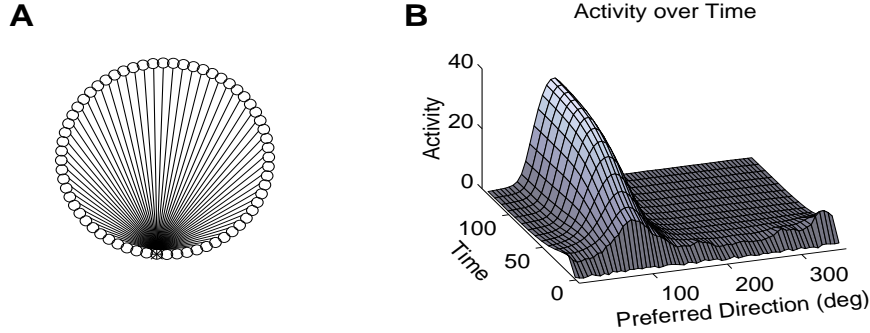 A
B
Activity over Time
Activity
40
20
0
Time
100
50
0
100
200
300
Preferred Direction (deg)